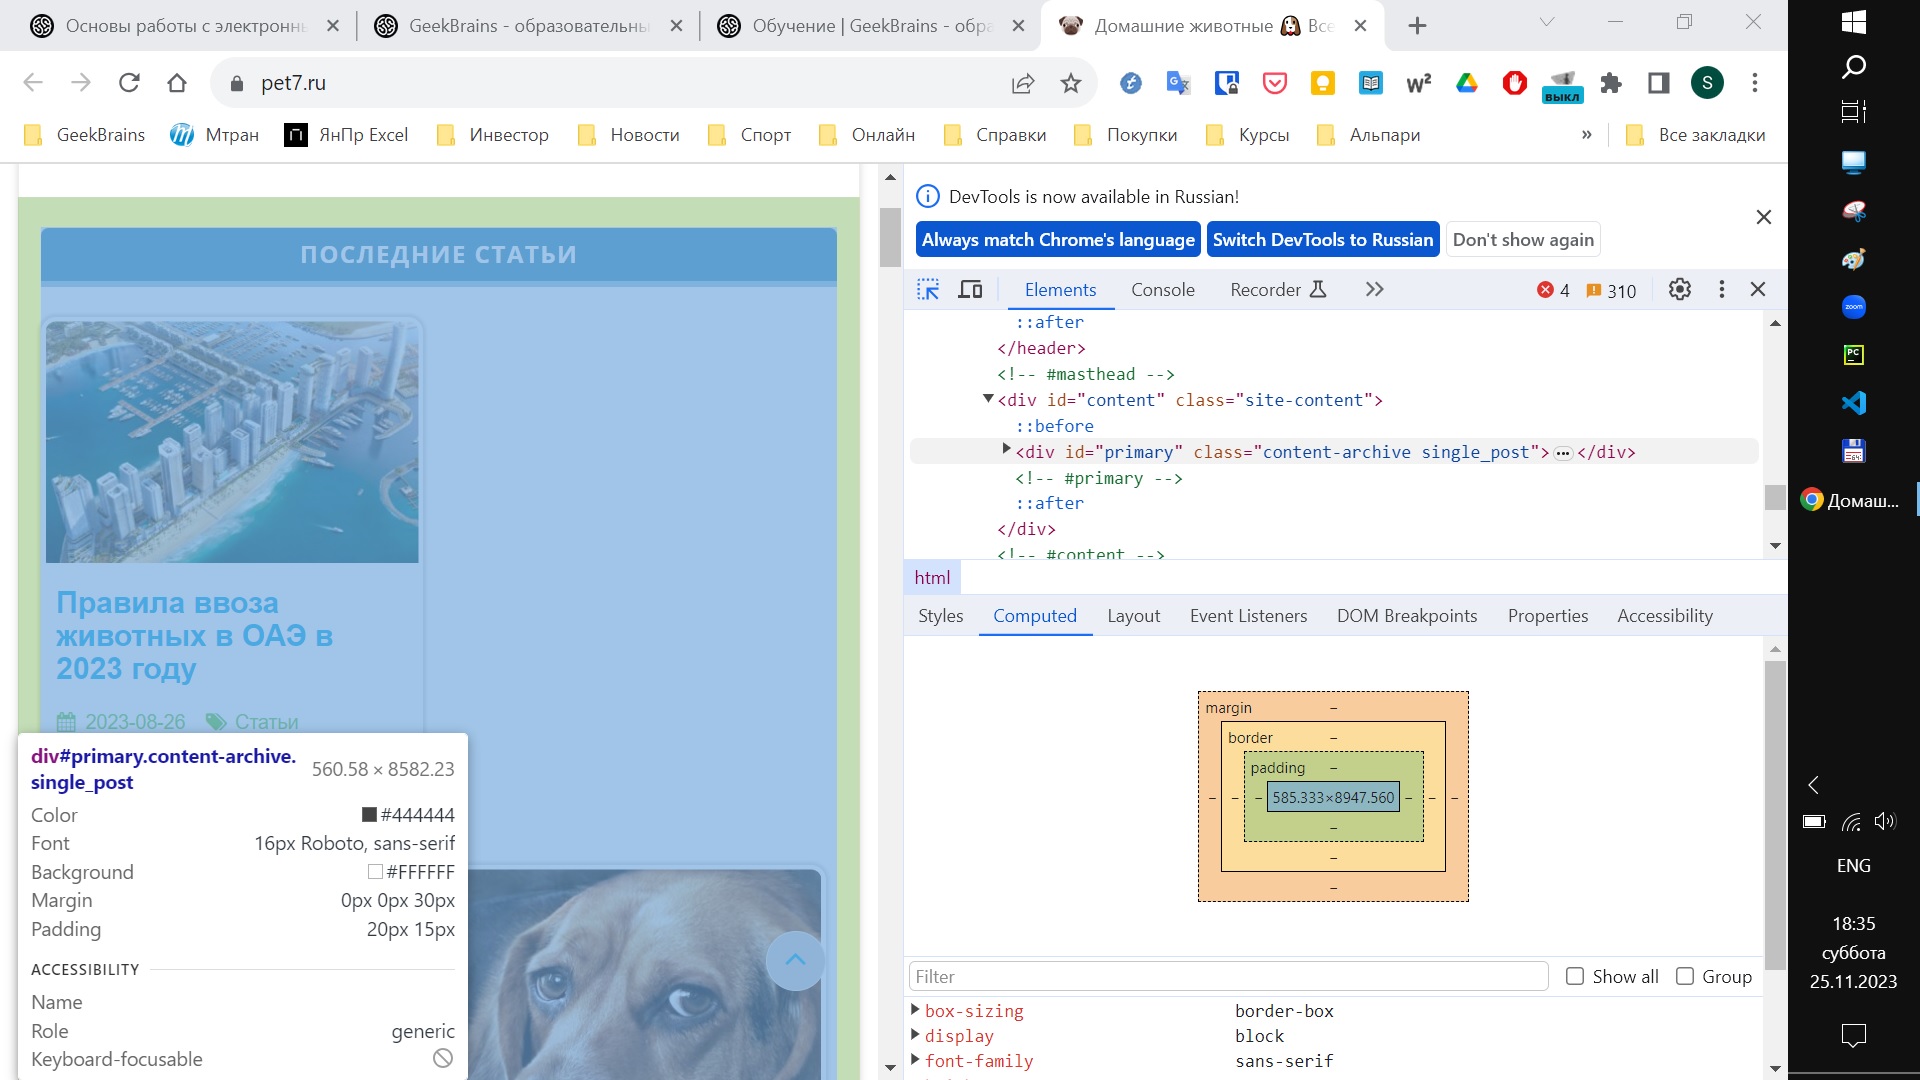 Основы работы с электронны
GeekBrains - образовательны
Обучение | GeekBrains - обра
Домашние животные Все
pet7.ru
выкл
S
GeekBrains
Мтран
ЯнПр Excel
Инвестор
Новости
Спорт
Онлайн
Справки
Покупки
Курсы
Альпари
»
Все закладки
ПОСЛЕДНИЕ СТАТЬИ
Правила ввоза
животных в ОАЭ в
2023 году
2023-08-26 Статьи
div#primary.content-archive.
single_post
560.58 × 8582.23
Color #444444
Font 16px Roboto, sans-serif
Background #FFFFFF
Margin 0px 0px 30px
Padding 20px 15px
ACCESSIBILITY
Name
Role generic
Keyboard-focusable
DevTools is now available in Russian!
Always match Chrome's language
Switch DevTools to Russian
Don't show again
Elements
Console
Recorder
4
310
::after
</header>
<!-- #masthead -->
<div id="content" class="site-content">
::before
<div id="primary" class="content-archive single_post">…</div>
<!-- #primary -->
::after
</div>
<!-- #content -->
html
Styles
Computed
Layout
Event Listeners
DOM Breakpoints
Properties
Accessibility
margin –
border –
padding –
– – – 585.333×8947.560 – – –
–
–
–
Filter
Show all
Group
box-sizing border-box
display block
font-family sans-serif
zoom
PC
Домаш...
ENG
18:35
суббота
25.11.2023